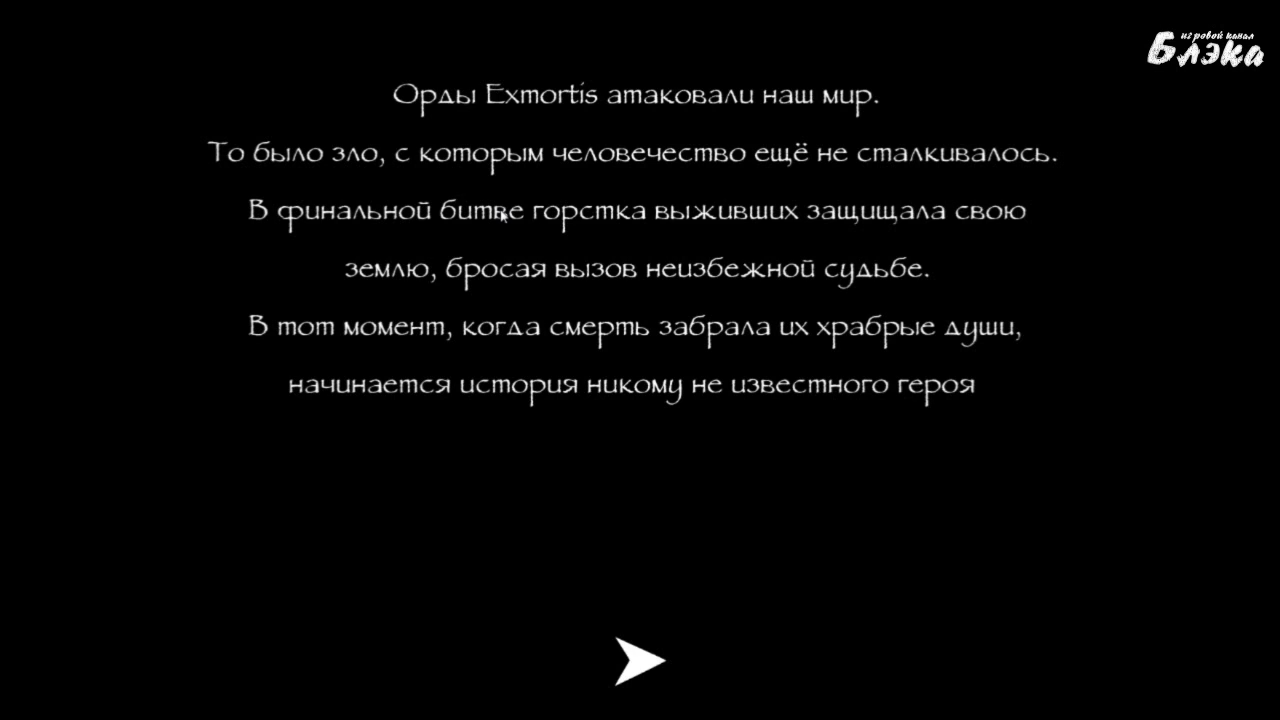 игровой канал
Блэка
Орды Exmortis атаковали наш мир.
То было зло, с которым человечество ещё не сталкивалось.
В финальной битве горстка выживших защищала свою
землю, бросая вызов неизбежной судьбе.
В тот момент, когда смерть забрала их храбрые души,
начинается история никому не известного героя